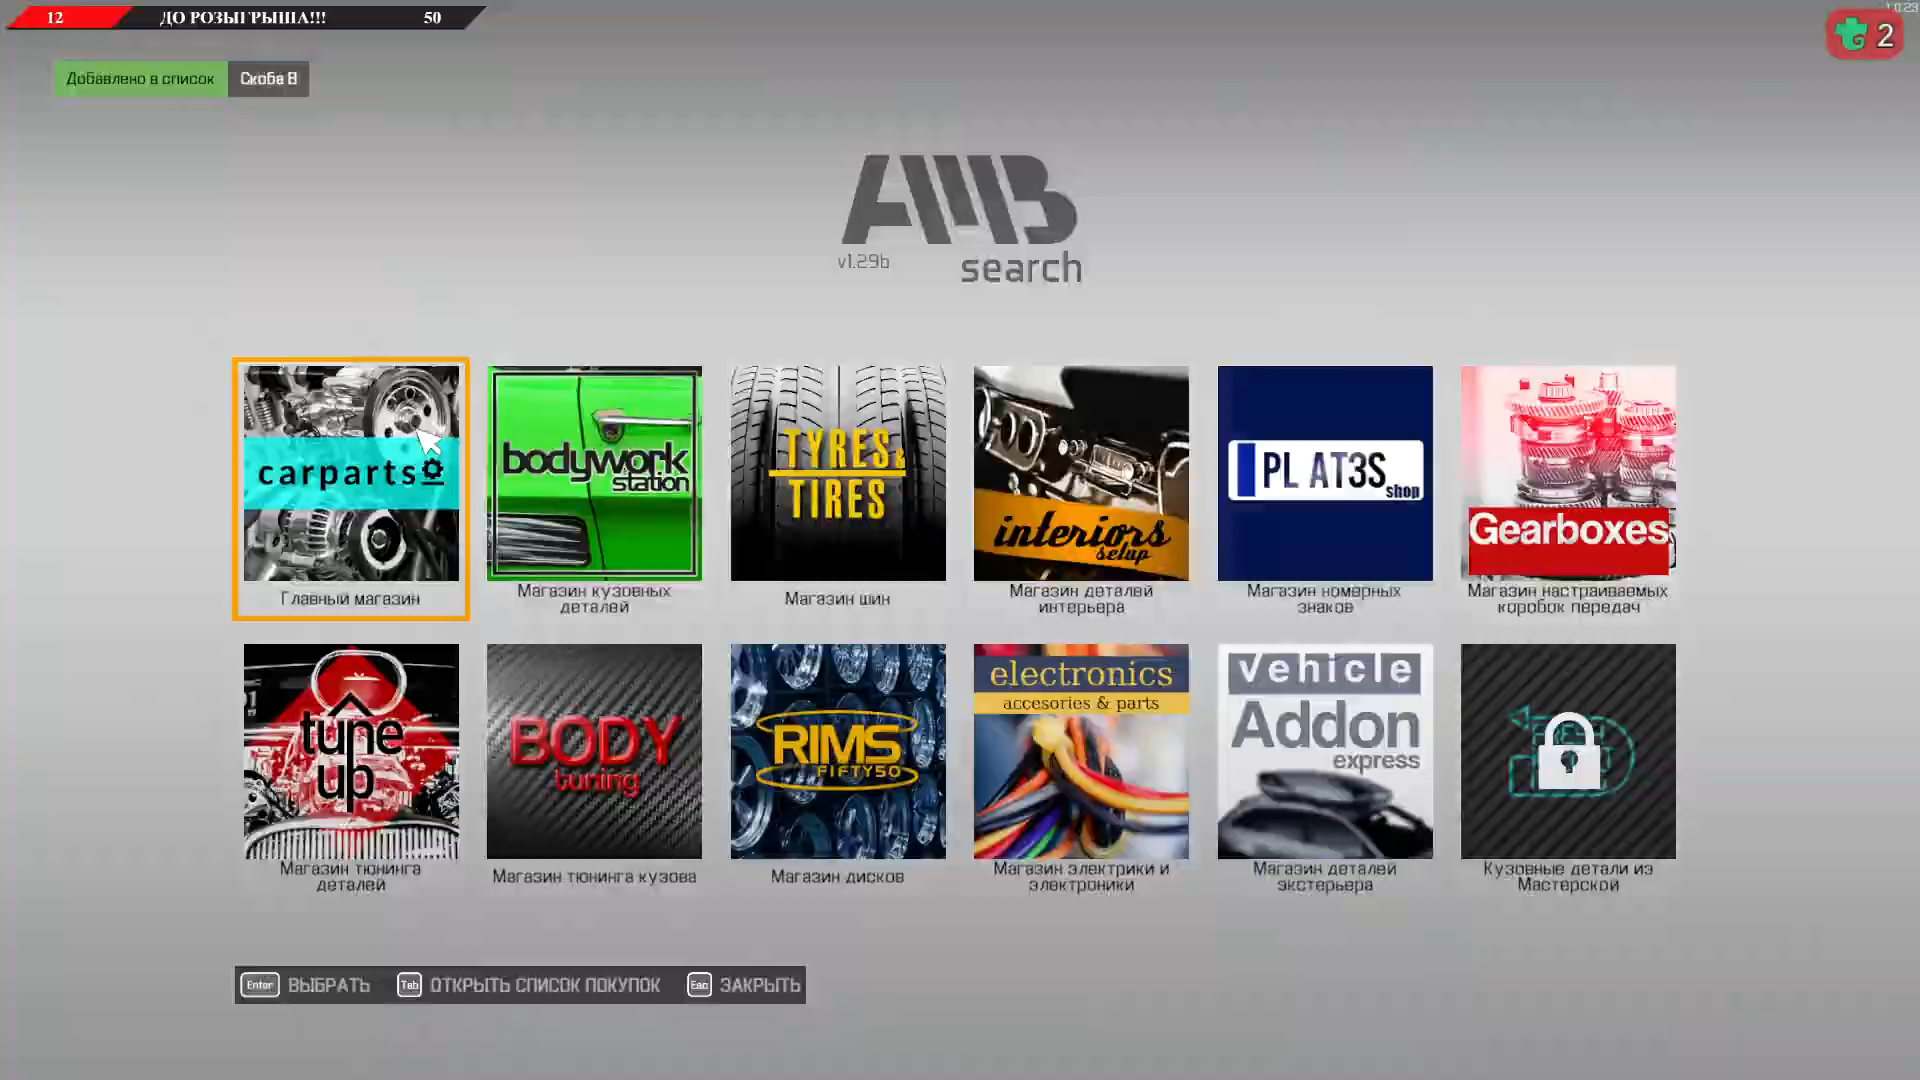 12 ДО РОЗЫГРЫША!!! 50
1.0.29
2
Добавлено в список Скоба B
AMB
v1.29b search
carparts
bodywork
station
TYRES &
TIRES
interiors
setup
PL AT3S
shop
Gearboxes
Главный магазин
Магазин кузовных
деталей
Магазин шин
Магазин деталей
интерьера
Магазин номерных
знаков
Магазин настраиваемых
коробок передач
tune
up
BODY
tuning
RIMS
FIFTY50
electronics
accesories & parts
vehicle
Addon
express
Магазин тюнинга
деталей
Магазин тюнинга кузова
Магазин дисков
Магазин электрики и
электроники
Магазин деталей
экстерьера
Кузовные детали из
Мастерской
Enter ВЫБРАТЬ Tab ОТКРЫТЬ СПИСОК ПОКУПОК Esc ЗАКРЫТЬ